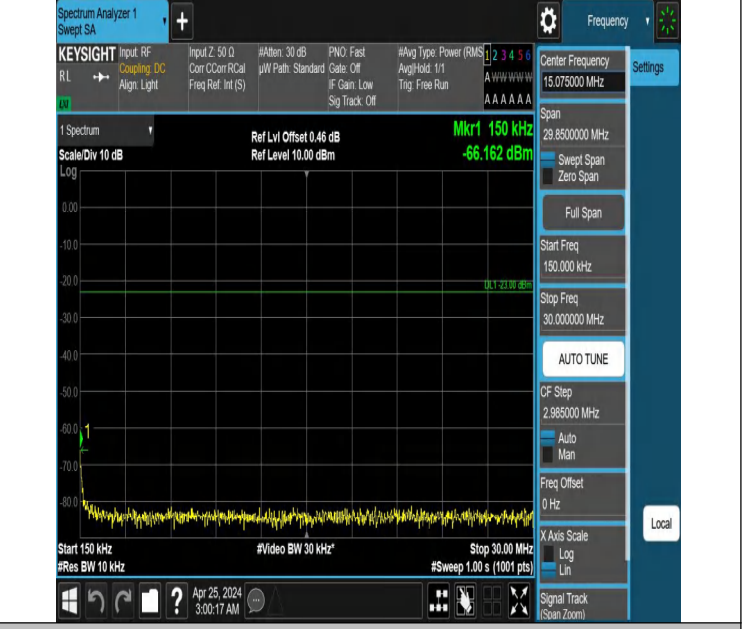 Spectrum Analyzer 1
Swept SA
+
Frequency
KEYSIGHT
RL
LXI
Input: RF
Coupling: DC
Align: Light
Input Z: 50 Ω
Corr CCorr RCal
Freq Ref: Int (S)
#Atten: 30 dB
µW Path: Standard
PNO: Fast
Gate: Off
IF Gain: Low
Sig Track: Off
#Avg Type: Power (RMS
Avg|Hold: 1/1
Trig: Free Run
1 2 3 4 5 6
A W W W W W
A A A A A A
1 Spectrum
Scale/Div 10 dB
Log
Ref Lvl Offset 0.46 dB
Ref Level 10.00 dBm
Mkr1 150 kHz
-66.162 dBm
0.00
-10.0
-20.0
DL1 -23.00 dBm
-30.0
-40.0
-50.0
-60.0
1
-70.0
-80.0
Start 150 kHz
#Res BW 10 kHz
#Video BW 30 kHz*
Stop 30.00 MHz
#Sweep 1.00 s (1001 pts)
?
Apr 25, 2024
3:00:17 AM
Center Frequency
15.075000 MHz
Settings
Span
29.8500000 MHz
Swept Span
Zero Span
Full Span
Start Freq
150.000 kHz
Stop Freq
30.000000 MHz
AUTO TUNE
CF Step
2.985000 MHz
Auto
Man
Freq Offset
0 Hz
X Axis Scale
Log
Lin
Local
Signal Track
(Span Zoom)